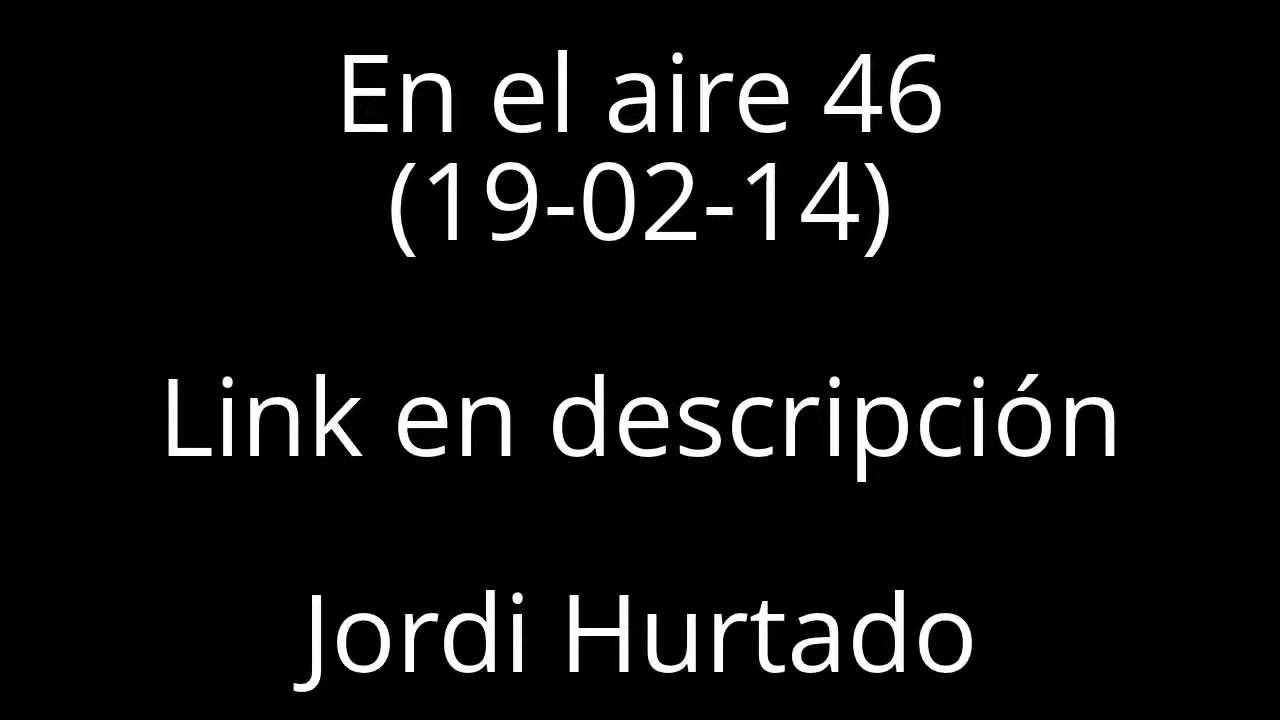 En el aire 46
(19-02-14)
Link en descripción
Jordi Hurtado